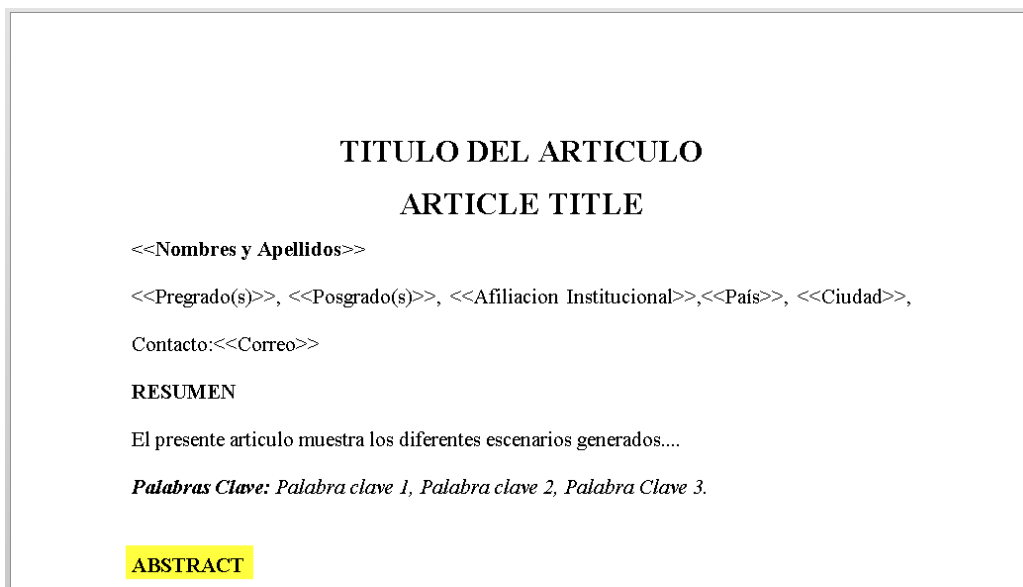 TITULO DEL ARTICULO
ARTICLE TITLE
<<Nombres y Apellidos>>
<<Pregrado(s)>>, <<Posgrado(s)>>, <<Afiliacion Institucional>>,<<País>>, <<Ciudad>>,
Contacto:<<Correo>>
RESUMEN
El presente articulo muestra los diferentes escenarios generados....
Palabras Clave: Palabra clave 1, Palabra clave 2, Palabra Clave 3.
ABSTRACT